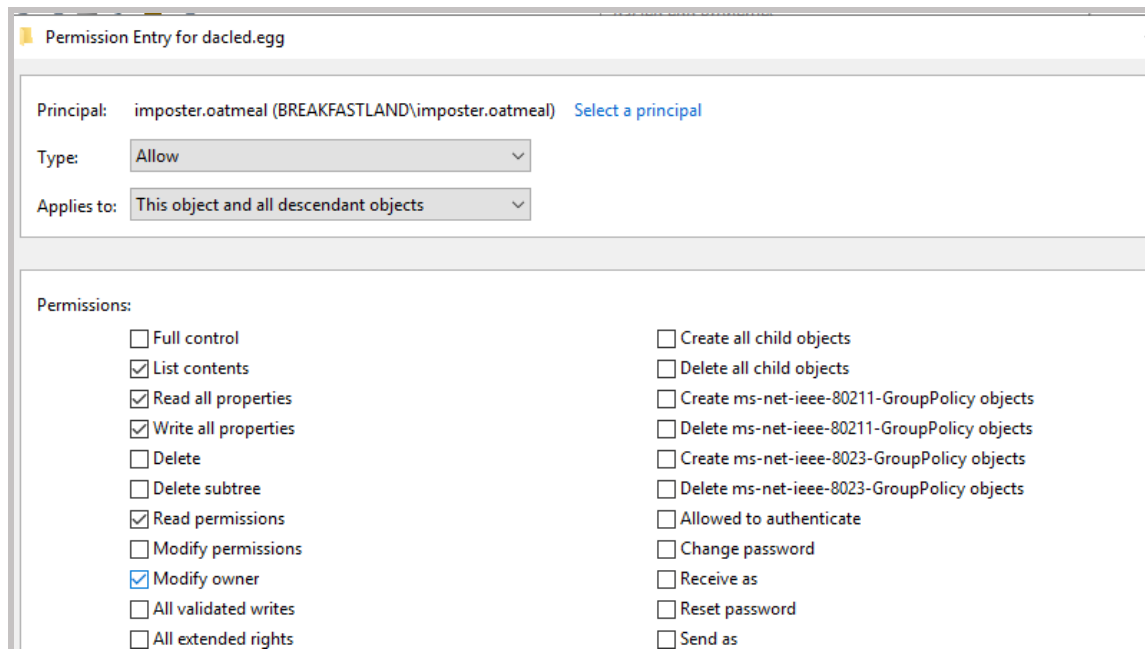 Permission Entry for dacled.egg
Principal: imposter.oatmeal (BREAKFASTLAND\imposter.oatmeal) Select a principal
Type: Allow
Applies to: This object and all descendant objects
Permissions:
Full control
List contents
Read all properties
Write all properties
Delete
Delete subtree
Read permissions
Modify permissions
Modify owner
All validated writes
All extended rights
Create all child objects
Delete all child objects
Create ms-net-ieee-80211-GroupPolicy objects
Delete ms-net-ieee-80211-GroupPolicy objects
Create ms-net-ieee-8023-GroupPolicy objects
Delete ms-net-ieee-8023-GroupPolicy objects
Allowed to authenticate
Change password
Receive as
Reset password
Send as